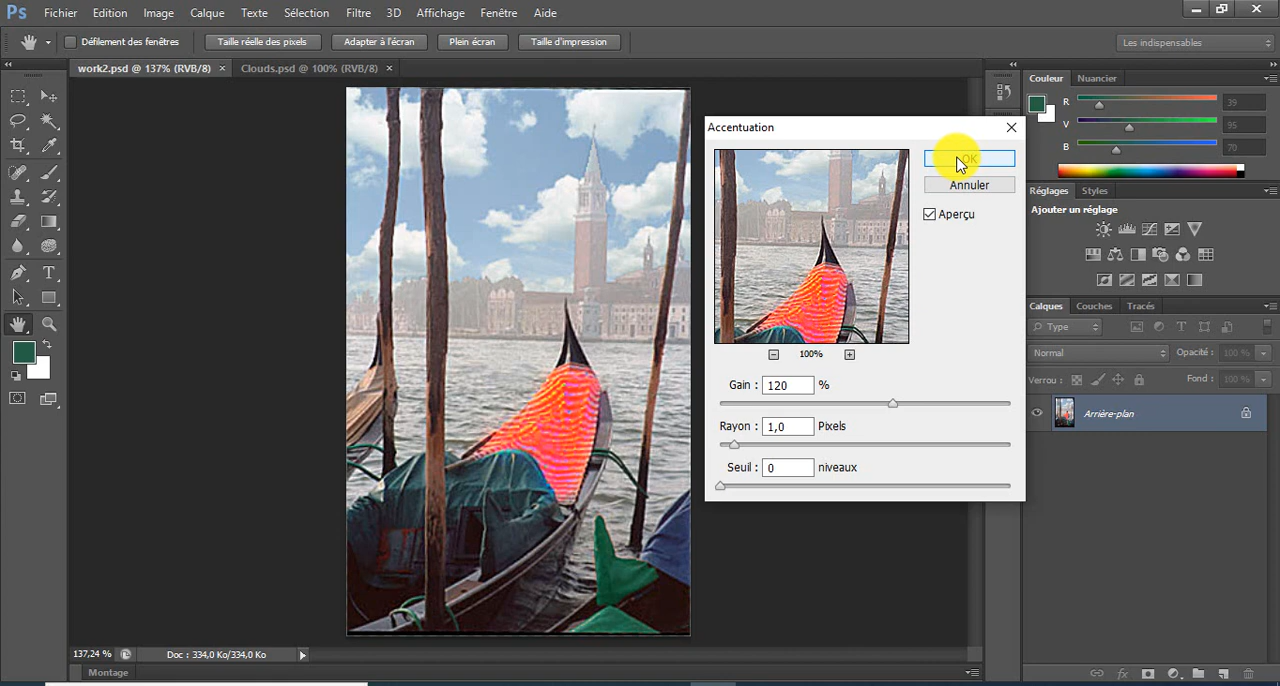 Ps Fichier Edition Image Calque Texte Sélection Filtre 3D Affichage Fenêtre Aide
Défilement des fenêtres Taille réelle des pixels Adapter à l'écran Plein écran Taille d'impression Les indispensables
work2.psd @ 137% (RVB/8) × Clouds.psd @ 100% (RVB/8) ×
Couleur Nuancier
R 39
V 95
B 70
Accentuation
OK
Annuler
Aperçu
100%
Gain : 120 %
Rayon : 1,0 Pixels
Seuil : 0 niveaux
Réglages Styles
Ajouter un réglage
Calques Couches Tracés
Type
Normal Opacité : 100 %
Verrou : Fond : 100 %
Arrière-plan
137,24 % Doc : 334,0 Ko/334,0 Ko
Montage